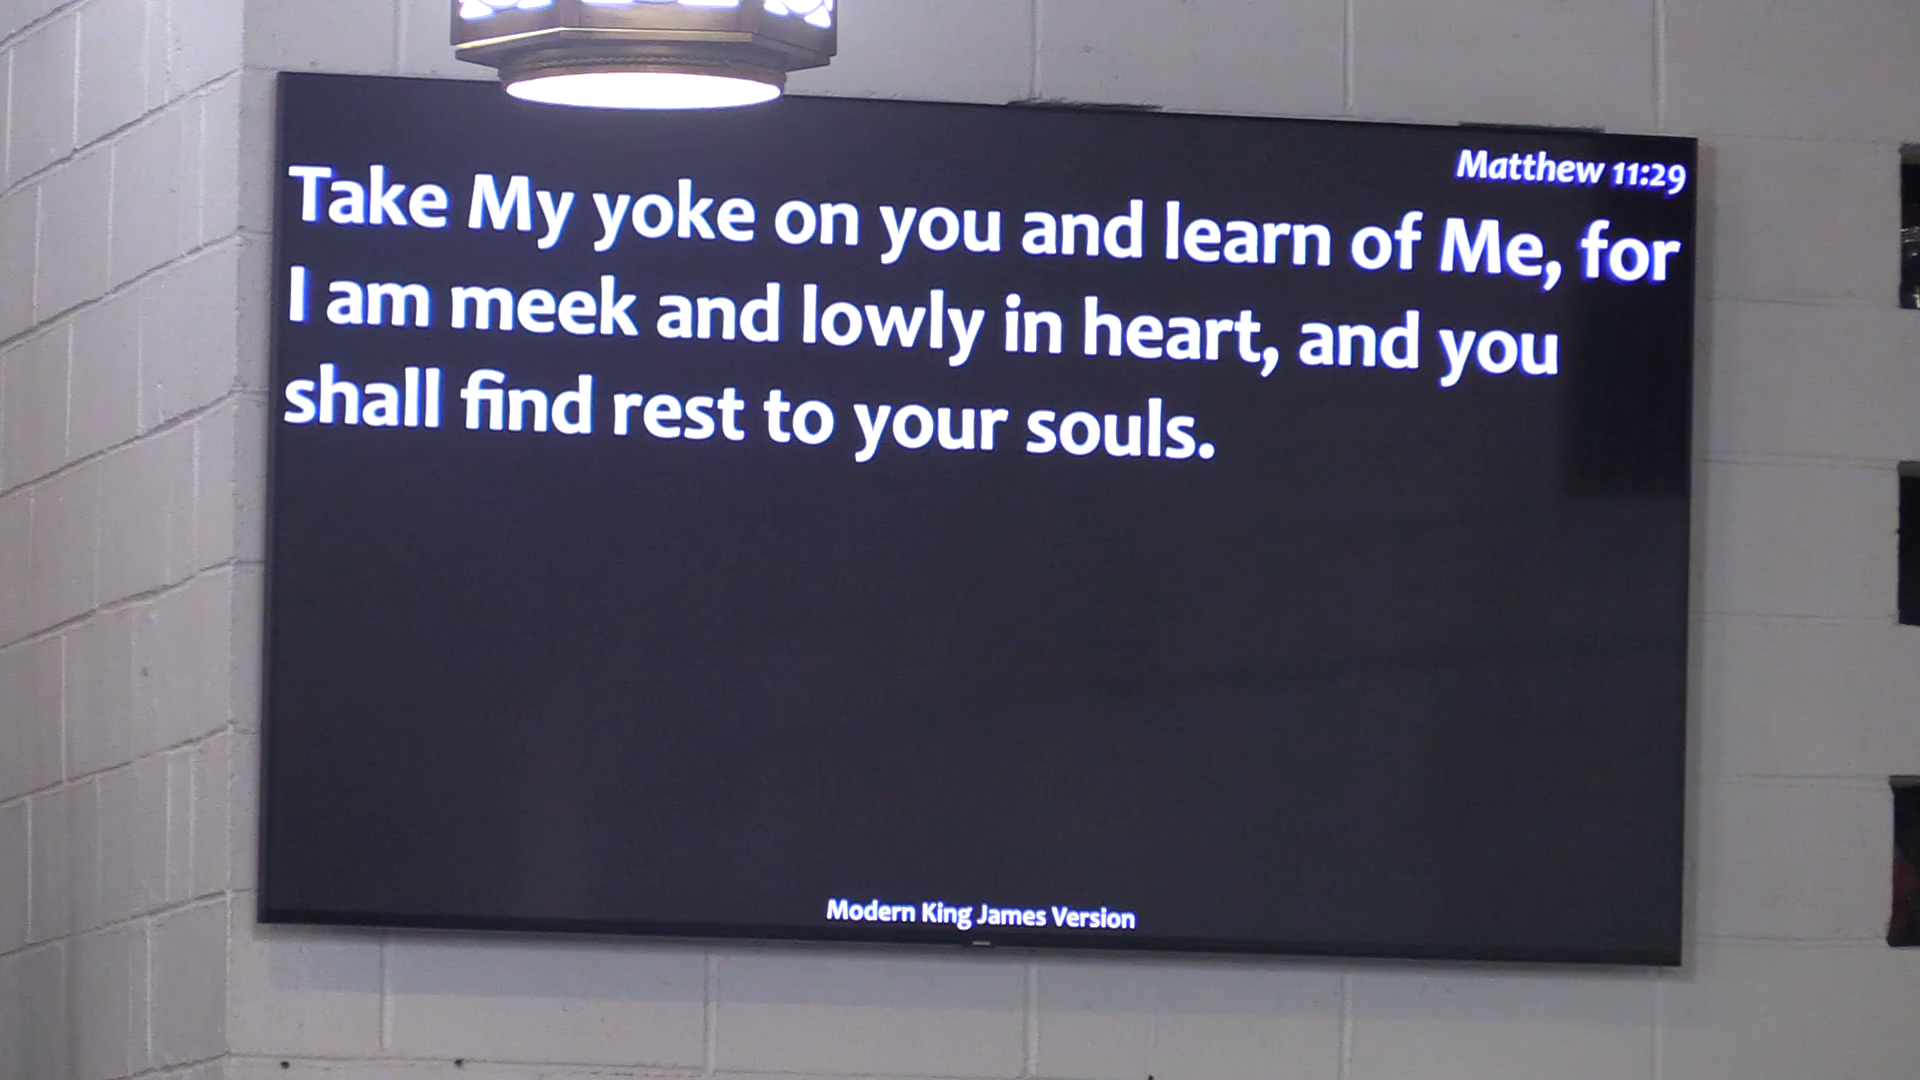 Matthew 11:29
Take My yoke on you and learn of Me, for
I am meek and lowly in heart, and you
shall find rest to your souls.
Modern King James Version